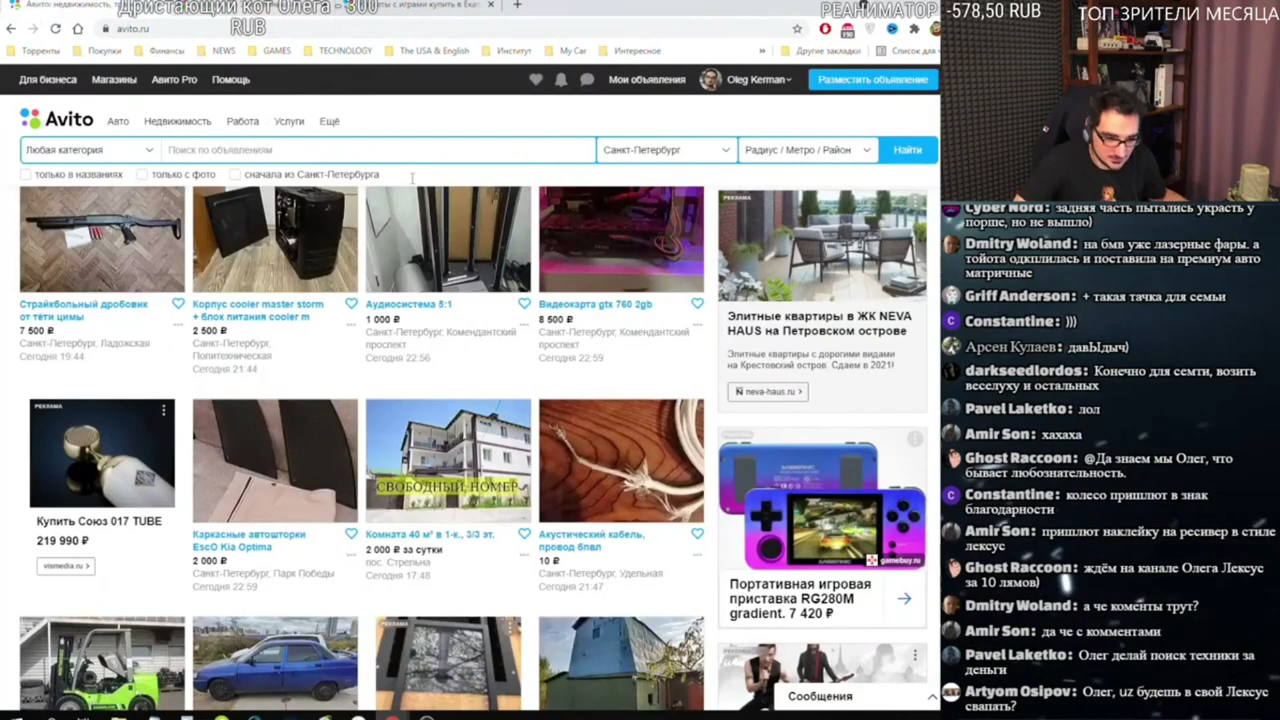 Авито: недвижимость, т
Дристающий кот Олега - 300
RUB
еты с играми купить в Ека
РЕАНИМАТОР
-578,50 RUB
ТОП ЗРИТЕЛИ МЕСЯЦА
avito.ru
Торренты
Покупки
Финансы
NEWS
GAMES
TECHNOLOGY
The USA & English
Институт
My Car
Интересное
Другие закладки
Список для ч
Для бизнеса
Магазины
Авито Pro
Помощь
Мои объявления
Oleg Kerman
Разместить объявление
Avito
Авто
Недвижимость
Работа
Услуги
Ещё
Любая категория
Поиск по объявлениям
Санкт-Петербург
Радиус / Метро / Район
Найти
только в названиях
только с фото
сначала из Санкт-Петербурга
Страйкбольный дробовик
от тёти цимы
7 500 ₽
Санкт-Петербург, Ладожская
Сегодня 19:44
Корпус cooler master storm
+ блок питания cooler m
2 500 ₽
Санкт-Петербург,
Политехническая
Сегодня 21:44
Аудиосистема 5:1
1 000 ₽
Санкт-Петербург, Комендантский
проспект
Сегодня 22:56
Видеокарта gtx 760 2gb
8 500 ₽
Санкт-Петербург, Комендантский
проспект
Сегодня 22:59
РЕКЛАМА
Элитные квартиры в ЖК NEVA
HAUS на Петровском острове
Элитные квартиры с дорогими видами
на Крестовский остров. Сдаем в 2021!
neva-haus.ru
РЕКЛАМА
Купить Союз 017 TUBE
219 990 ₽
vismedia.ru
Каркасные автошторки
EscO Kia Optima
2 000 ₽
Санкт-Петербург, Парк Победы
Сегодня 22:59
СВОБОДНЫЙ НОМЕР
Комната 40 м² в 1-к., 3/3 эт.
2 000 ₽ за сутки
пос. Стрельна
Сегодня 17:48
Акустический кабель,
провод бпвл
10 ₽
Санкт-Петербург, Удельная
Сегодня 21:47
gamebuy.ru
Портативная игровая
приставка RG280M
gradient. 7 420 ₽
РЕКЛАМА
Сообщения
Cyber Nord: задняя часть пытались украсть у
порше, но не вышло)
Dmitry Woland: на бмв уже лазерные фары. а
тойота одкплилась и поставила на премиум авто
матричные
Griff Anderson: + такая тачка для семьи
Constantine: )))
Арсен Кулаев: давЫдыч)
darkseedlordos: Конечно для семти, возить
веселуху и остальных
Pavel Laketko: лол
Amir Son: хахаха
Ghost Raccoon: @Да знаем мы Олег, что
бывает любознательность.
Constantine: колесо пришлют в знак
благодарности
Amir Son: пришлют наклейку на ресивер в стиле
лексус
Ghost Raccoon: ждём на канале Олега Лексус
за 10 лямов)
Dmitry Woland: а че коменты трут?
Amir Son: да че с комментами
Pavel Laketko: Олег делай поиск техники за
деньги
Artyom Osipov: Олег, uz будешь в свой Лексус
свапать?